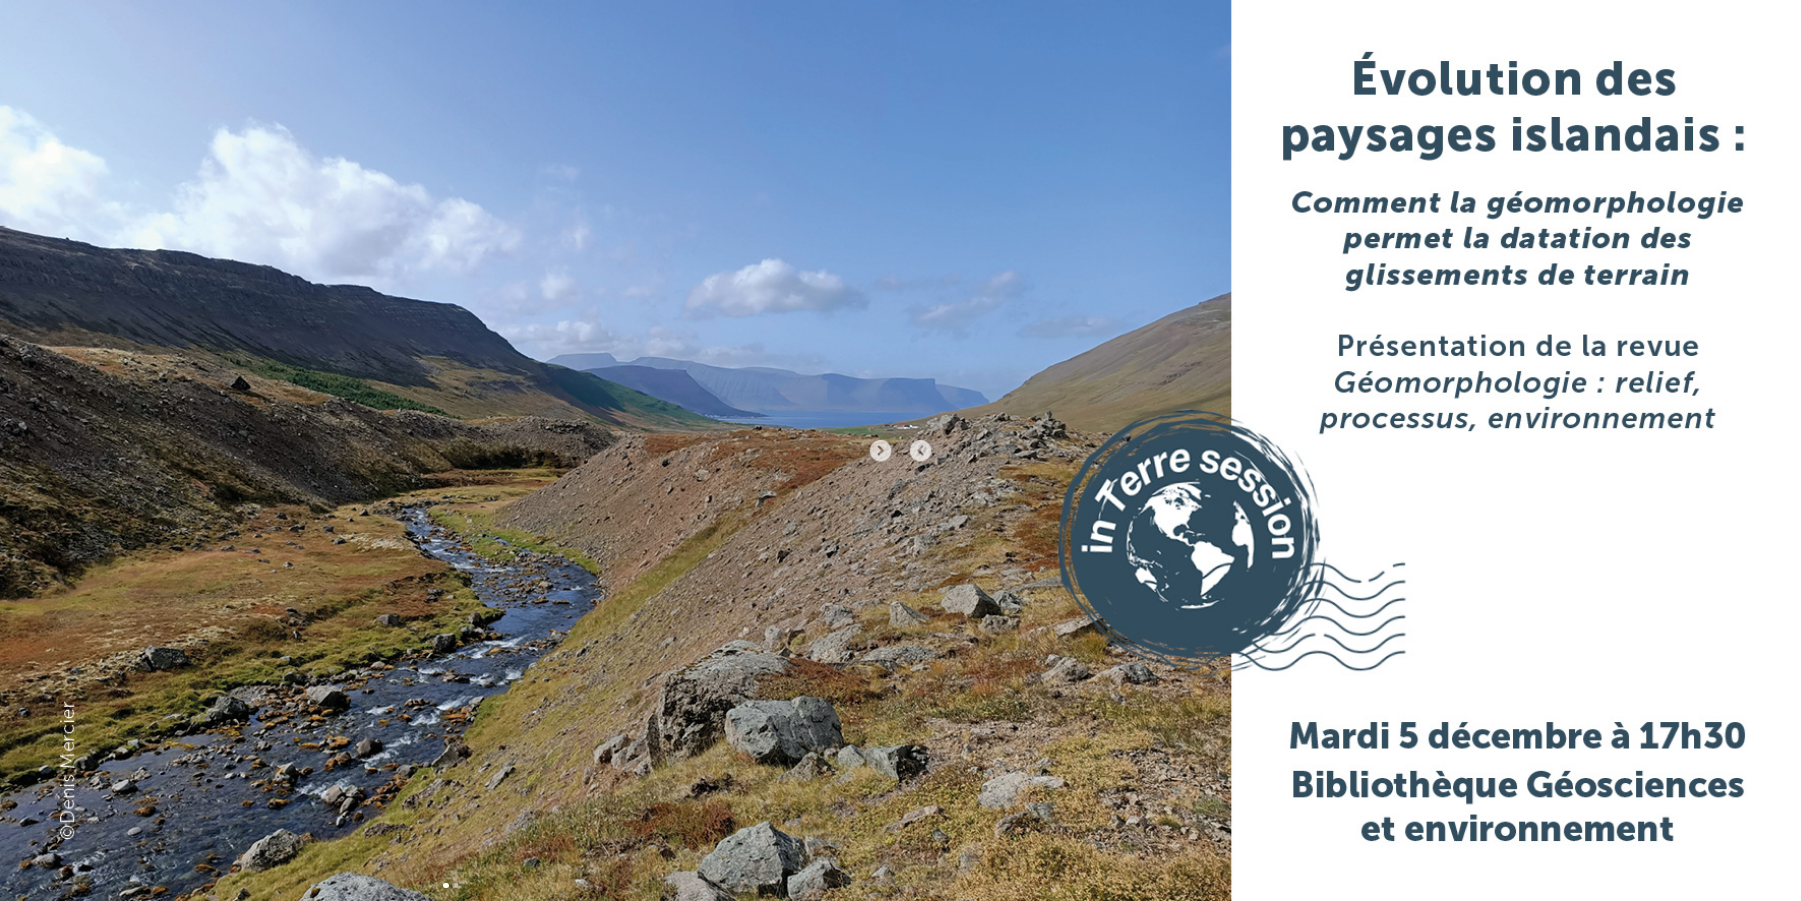 Évolution des
paysages islandais :
Comment la géomorphologie
permet la datation des
glissements de terrain
Présentation de la revue
Géomorphologie : relief,
processus, environnement
in Terre session
Mardi 5 décembre à 17h30
Bibliothèque Géosciences
et environnement
©Denis Mercier